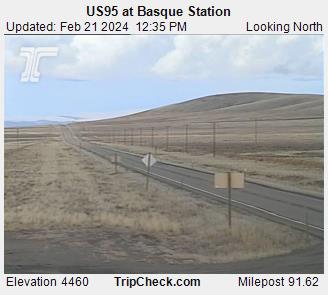 US95 at Basque Station
Updated: Feb 21 2024 12:35 PM Looking North
Elevation 4460 TripCheck.com Milepost 91.62